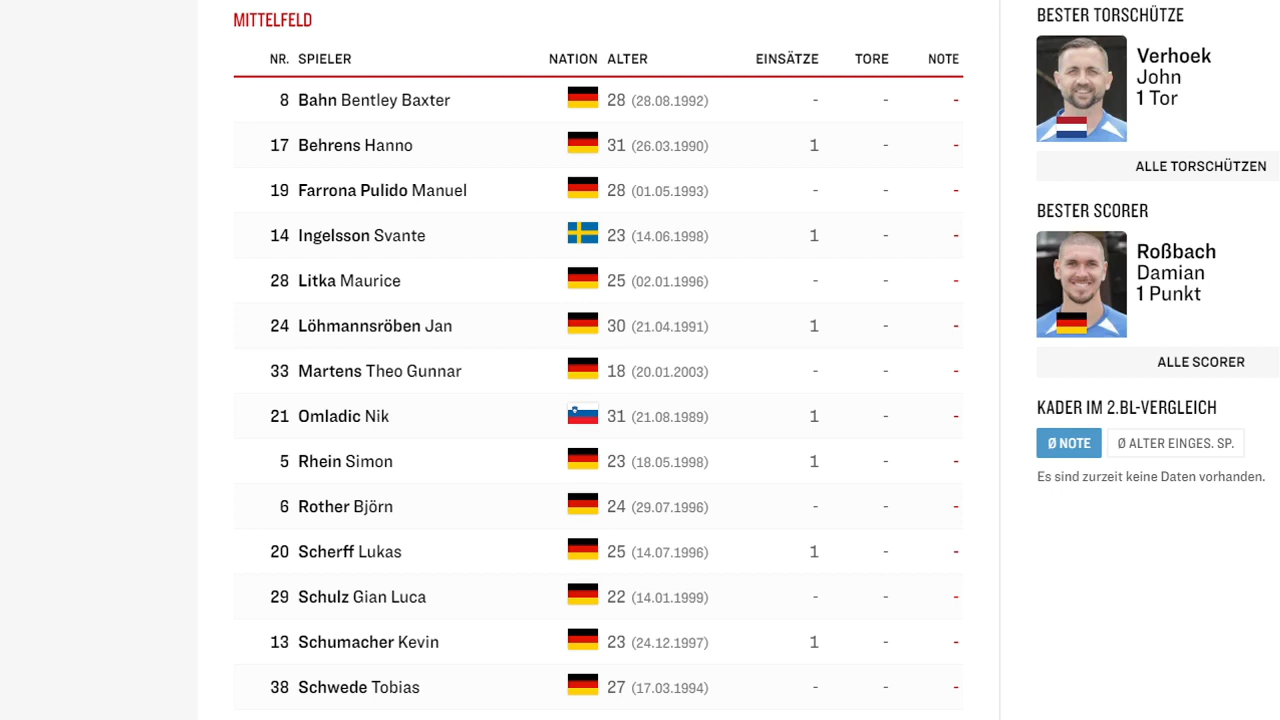 MITTELFELD
NR. SPIELER NATION ALTER EINSÄTZE TORE NOTE
8 Bahn Bentley Baxter 28 (28.08.1992) - - -
17 Behrens Hanno 31 (26.03.1990) 1 - -
19 Farrona Pulido Manuel 28 (01.05.1993) - - -
14 Ingelsson Svante 23 (14.06.1998) 1 - -
28 Litka Maurice 25 (02.01.1996) - - -
24 Löhmannsröben Jan 30 (21.04.1991) 1 - -
33 Martens Theo Gunnar 18 (20.01.2003) - - -
21 Omladic Nik 31 (21.08.1989) 1 - -
5 Rhein Simon 23 (18.05.1998) 1 - -
6 Rother Björn 24 (29.07.1996) - - -
20 Scherff Lukas 25 (14.07.1996) 1 - -
29 Schulz Gian Luca 22 (14.01.1999) - - -
13 Schumacher Kevin 23 (24.12.1997) 1 - -
38 Schwede Tobias 27 (17.03.1994) - - -
BESTER TORSCHÜTZE
Verhoek
John
1 Tor
ALLE TORSCHÜTZEN
BESTER SCORER
Roßbach
Damian
1 Punkt
ALLE SCORER
KADER IM 2.BL-VERGLEICH
Ø NOTE Ø ALTER EINGES. SP.
Es sind zurzeit keine Daten vorhanden.